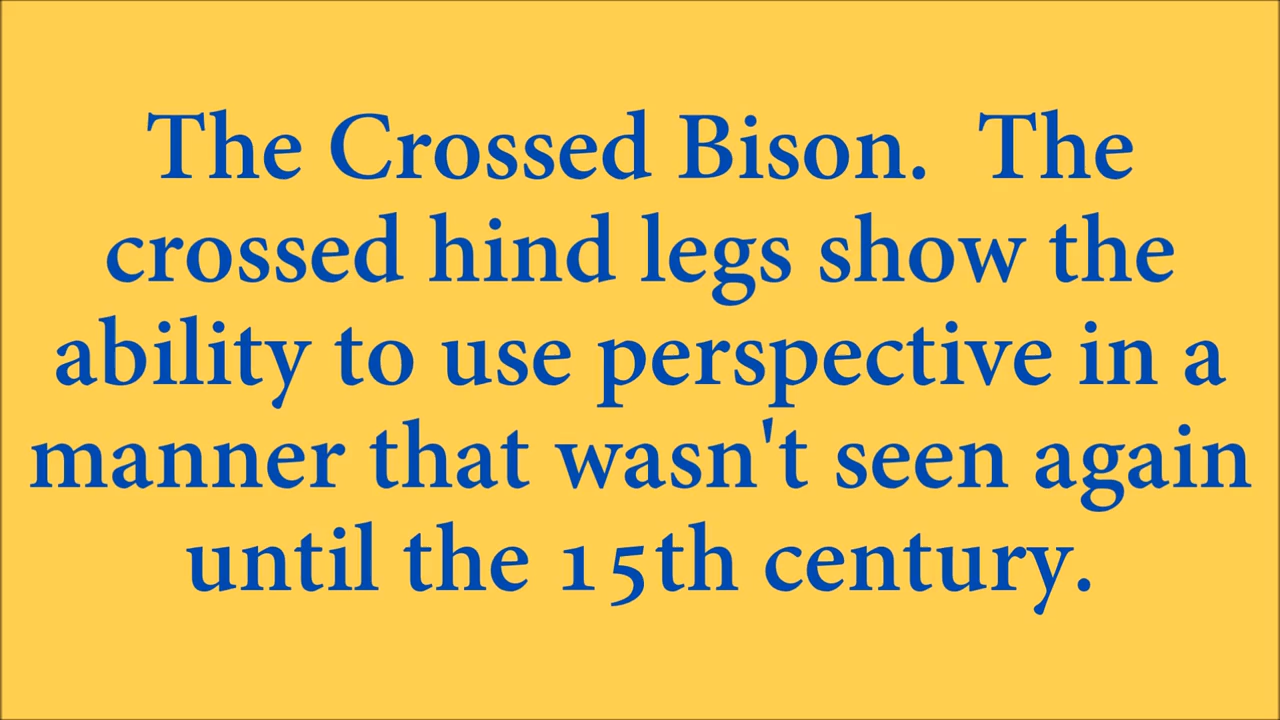 The Crossed Bison.  The
crossed hind legs show the
ability to use perspective in a
manner that wasn't seen again
until the 15th century.